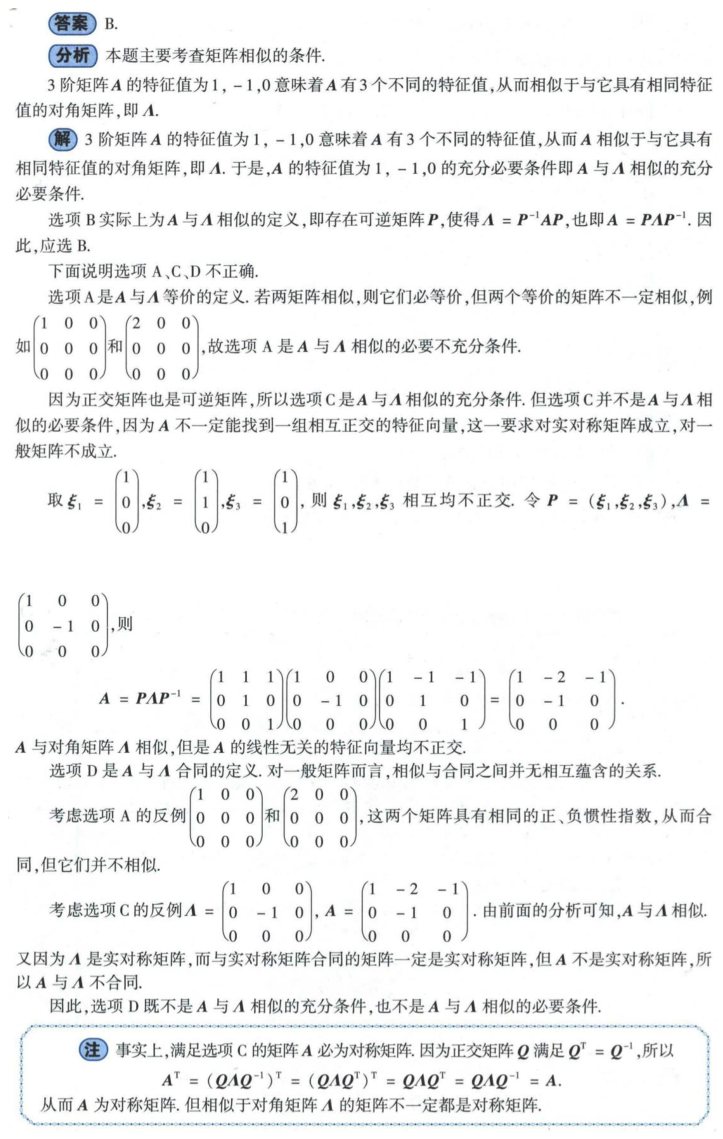 答案 B.
分析 本题主要考查矩阵相似的条件.
3 阶矩阵 A 的特征值为 1, -1,0 意味着 A 有 3 个不同的特征值,从而相似于与它具有相同特征
值的对角矩阵,即 Λ.
解 3 阶矩阵 A 的特征值为 1, -1,0 意味着 A 有 3 个不同的特征值,从而 A 相似于与它具有
相同特征值的对角矩阵,即 Λ. 于是,A 的特征值为 1, -1,0 的充分必要条件即 A 与 Λ 相似的充分
必要条件.
选项 B 实际上为 A 与 Λ 相似的定义,即存在可逆矩阵 P,使得 Λ = P⁻¹AP,也即 A = PΛP⁻¹. 因
此,应选 B.
下面说明选项 A、C、D 不正确.
选项 A 是 A 与 Λ 等价的定义. 若两矩阵相似,则它们必等价,但两个等价的矩阵不一定相似,例
如 (1 0 0; 0 0 0; 0 0 0) 和 (2 0 0; 0 0 0; 0 0 0) ,故选项 A 是 A 与 Λ 相似的必要不充分条件.
因为正交矩阵也是可逆矩阵,所以选项 C 是 A 与 Λ 相似的充分条件. 但选项 C 并不是 A 与 Λ 相
似的必要条件,因为 A 不一定能找到一组相互正交的特征向量,这一要求对实对称矩阵成立,对一
般矩阵不成立.
取 ξ₁ = (1; 0; 0) ,ξ₂ = (1; 1; 0) ,ξ₃ = (1; 0; 1) , 则 ξ₁,ξ₂,ξ₃ 相互均不正交. 令 P = (ξ₁,ξ₂,ξ₃) ,Λ =
(1 0 0; 0 -1 0; 0 0 0) ,则
A = PΛP⁻¹ = (1 1 1; 0 1 0; 0 0 1) (1 0 0; 0 -1 0; 0 0 0) (1 -1 -1; 0 1 0; 0 0 1) = (1 -2 -1; 0 -1 0; 0 0 0) .
A 与对角矩阵 Λ 相似,但是 A 的线性无关的特征向量均不正交.
选项 D 是 A 与 Λ 合同的定义. 对一般矩阵而言,相似与合同之间并无相互蕴含的关系.
考虑选项 A 的反例 (1 0 0; 0 0 0; 0 0 0) 和 (2 0 0; 0 0 0; 0 0 0) ,这两个矩阵具有相同的正、负惯性指数,从而合
同,但它们并不相似.
考虑选项 C 的反例 Λ = (1 0 0; 0 -1 0; 0 0 0) , A = (1 -2 -1; 0 -1 0; 0 0 0) . 由前面的分析可知,A 与 Λ 相似.
又因为 Λ 是实对称矩阵,而与实对称矩阵合同的矩阵一定是实对称矩阵,但 A 不是实对称矩阵,所
以 A 与 Λ 不合同.
因此,选项 D 既不是 A 与 Λ 相似的充分条件,也不是 A 与 Λ 相似的必要条件.
注 事实上,满足选项 C 的矩阵 A 必为对称矩阵. 因为正交矩阵 Q 满足 Qᵀ = Q⁻¹,所以
Aᵀ = (QΛQ⁻¹)ᵀ = (QΛQᵀ)ᵀ = QΛQᵀ = QΛQ⁻¹ = A.
从而 A 为对称矩阵. 但相似于对角矩阵 Λ 的矩阵不一定都是对称矩阵.